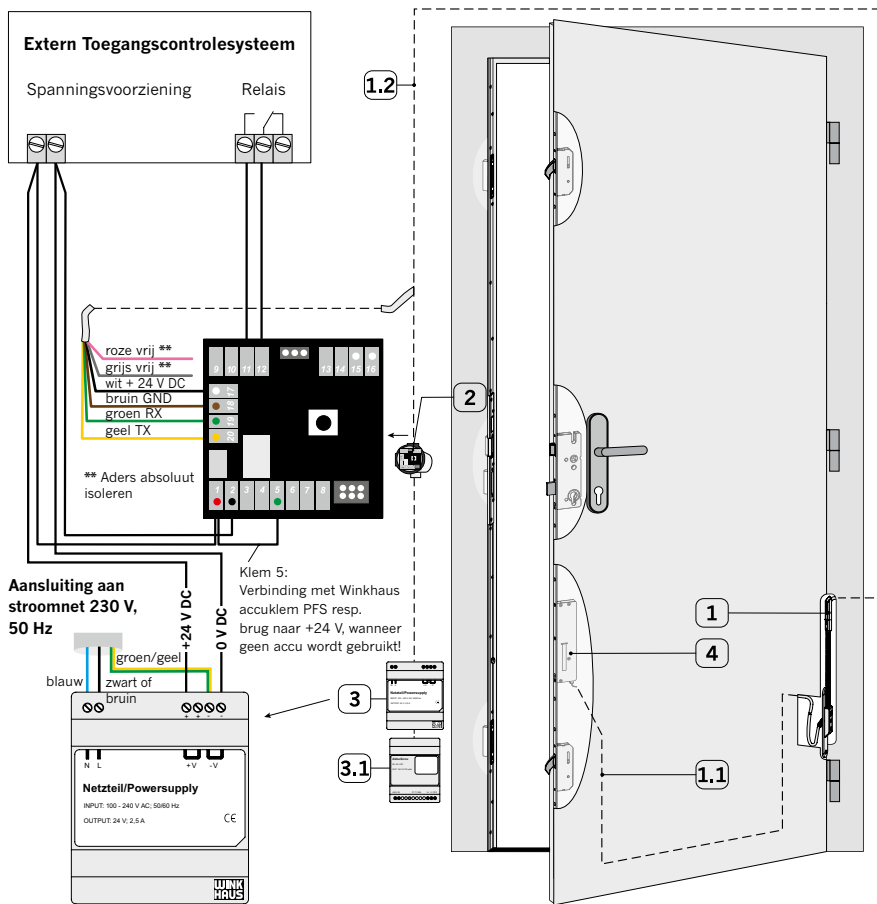 Extern Toegangscontrolesysteem
Spanningsvoorziening
Relais
1.2
roze vrij **
grijs vrij **
wit + 24 V DC
bruin GND
groen RX
geel TX
9 10 11 12
13 14 15 16
17
18
19
20
1 2 3 4 5 6 7 8
2
** Aders absoluut
isoleren
Klem 5:
Verbinding met Winkhaus
accuklem PFS resp.
brug naar +24 V, wanneer
geen accu wordt gebruikt!
Aansluiting aan
stroomnet 230 V,
50 Hz
+24 V DC
0 V DC
groen/geel
blauw
zwart of
bruin
+ + - -
N L +V -V
Netzteil/Powersupply
INPUT: 100 - 240 V AC; 50/60 Hz
OUTPUT: 24 V; 2,5 A
CE
WINK
HAUS
3
Netzteil/Powersupply
3.1
1
4
1.1